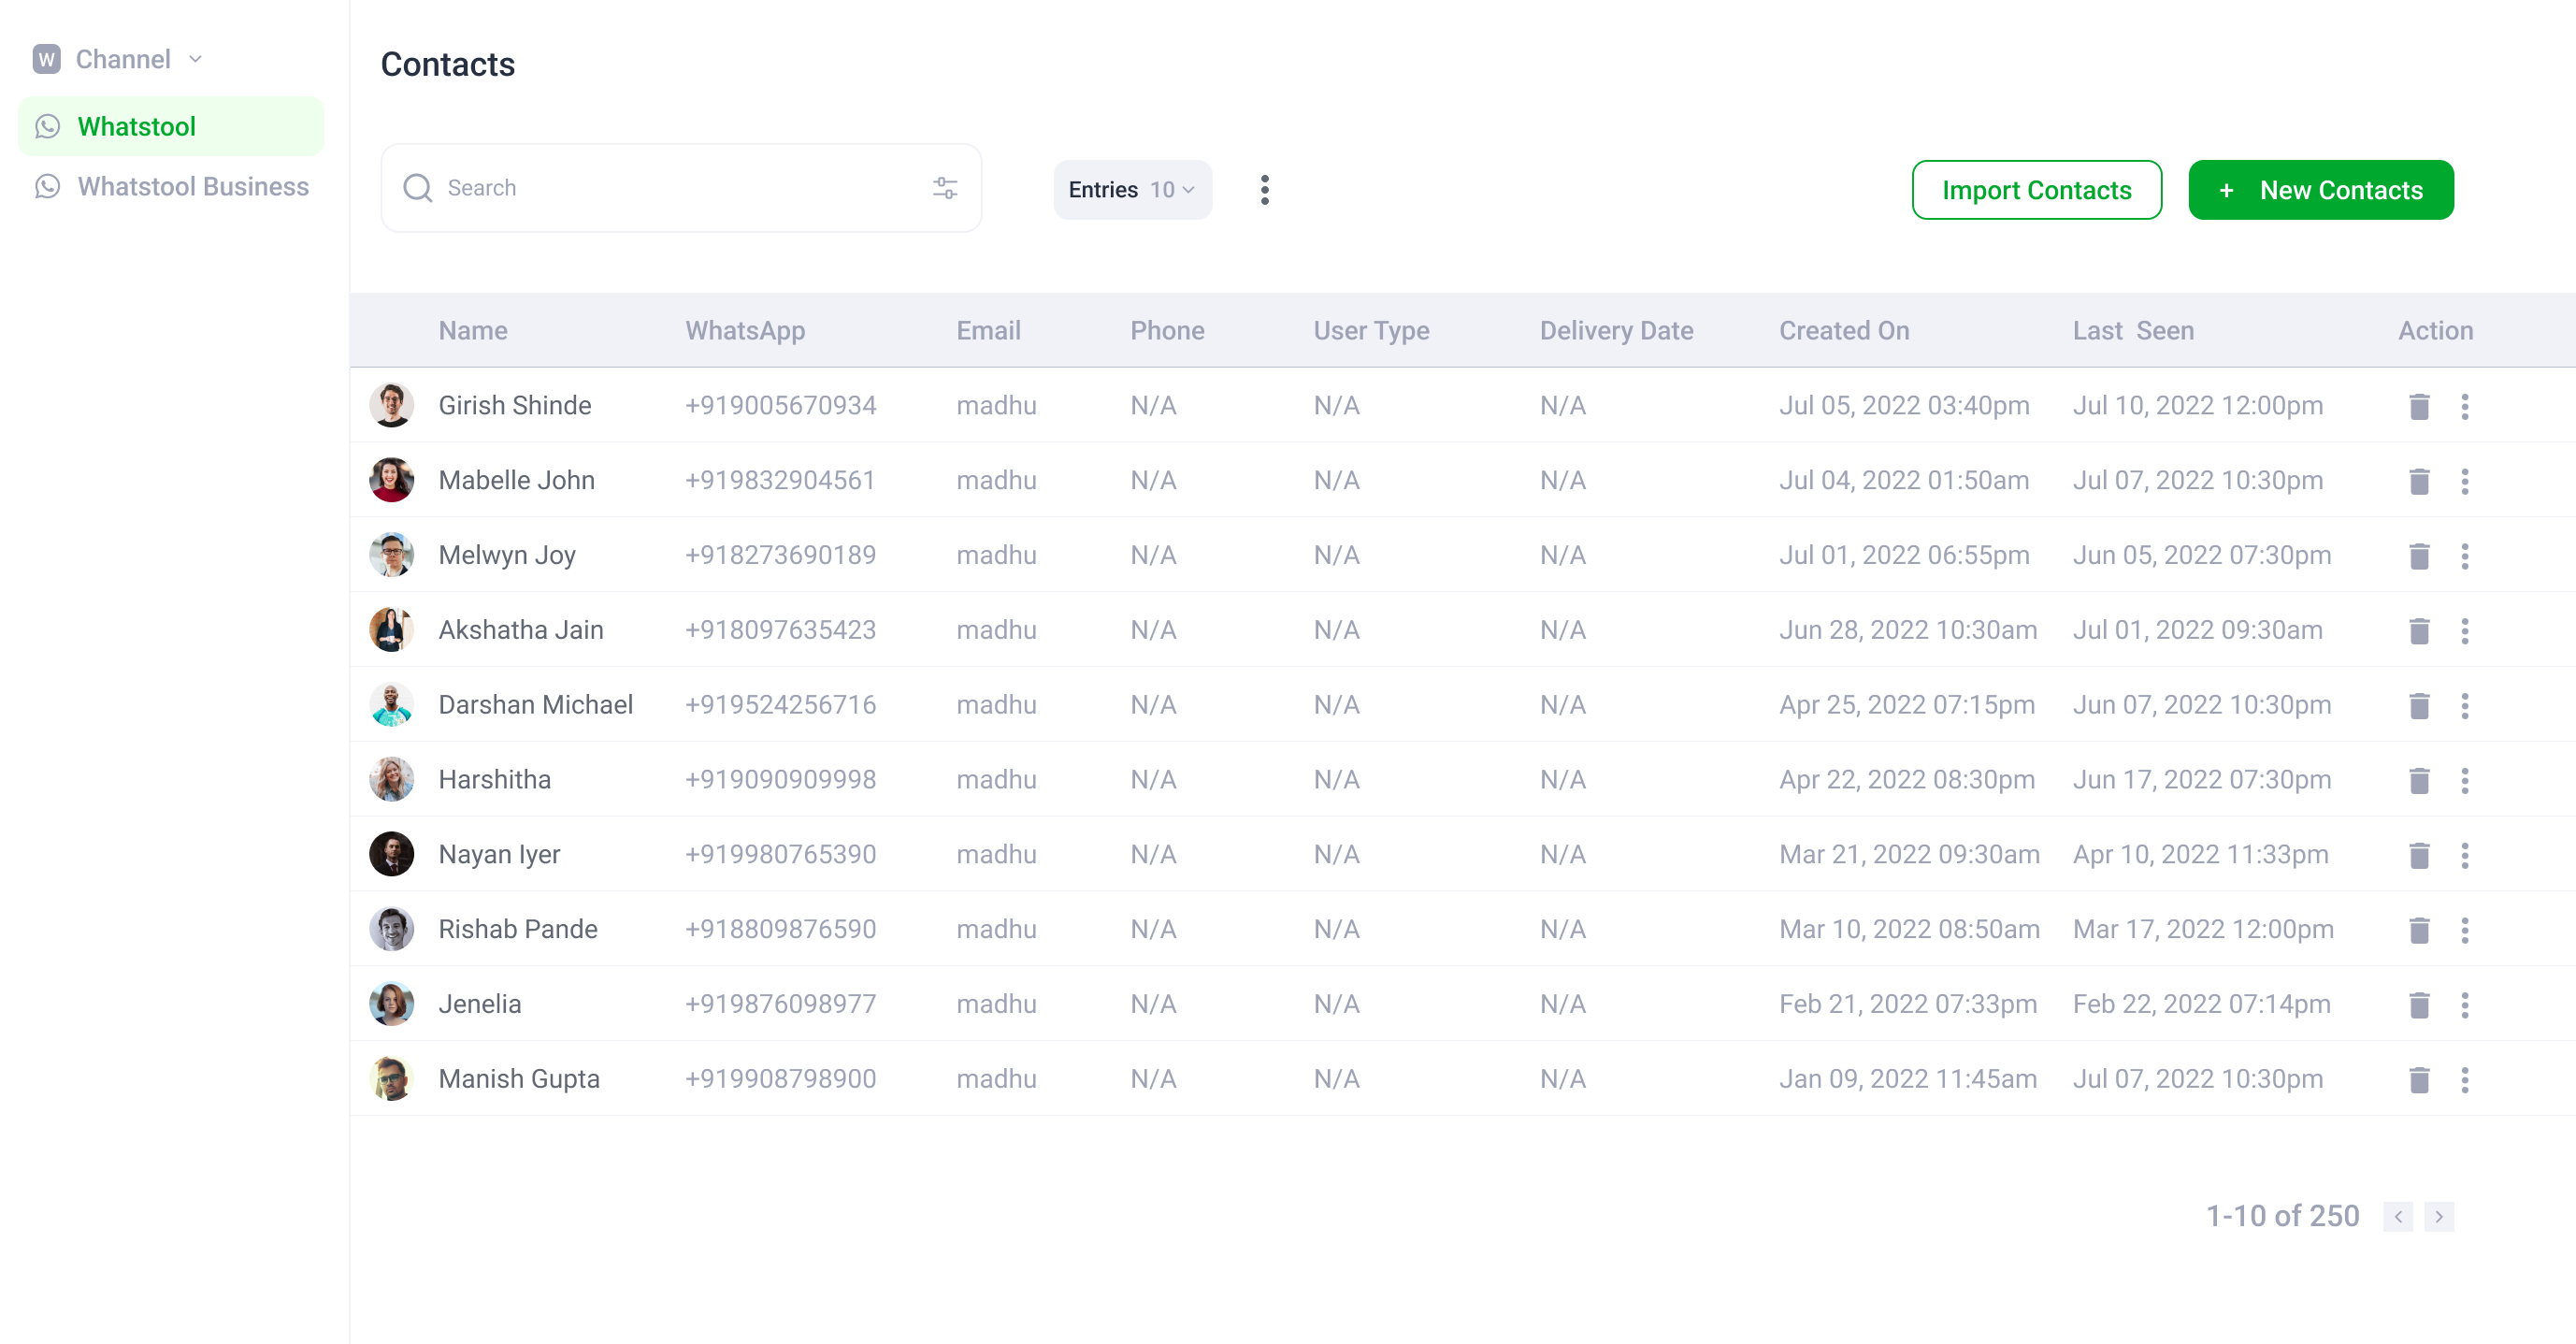 W Channel
Whatstool
Whatstool Business
Contacts
Search
Entries 10
Import Contacts
+ New Contacts
Name WhatsApp Email Phone User Type Delivery Date Created On Last Seen Action
Girish Shinde +919005670934 madhu N/A N/A N/A Jul 05, 2022 03:40pm Jul 10, 2022 12:00pm
Mabelle John +919832904561 madhu N/A N/A N/A Jul 04, 2022 01:50am Jul 07, 2022 10:30pm
Melwyn Joy +918273690189 madhu N/A N/A N/A Jul 01, 2022 06:55pm Jun 05, 2022 07:30pm
Akshatha Jain +918097635423 madhu N/A N/A N/A Jun 28, 2022 10:30am Jul 01, 2022 09:30am
Darshan Michael +919524256716 madhu N/A N/A N/A Apr 25, 2022 07:15pm Jun 07, 2022 10:30pm
Harshitha +919090909998 madhu N/A N/A N/A Apr 22, 2022 08:30pm Jun 17, 2022 07:30pm
Nayan Iyer +919980765390 madhu N/A N/A N/A Mar 21, 2022 09:30am Apr 10, 2022 11:33pm
Rishab Pande +918809876590 madhu N/A N/A N/A Mar 10, 2022 08:50am Mar 17, 2022 12:00pm
Jenelia +919876098977 madhu N/A N/A N/A Feb 21, 2022 07:33pm Feb 22, 2022 07:14pm
Manish Gupta +919908798900 madhu N/A N/A N/A Jan 09, 2022 11:45am Jul 07, 2022 10:30pm
1-10 of 250